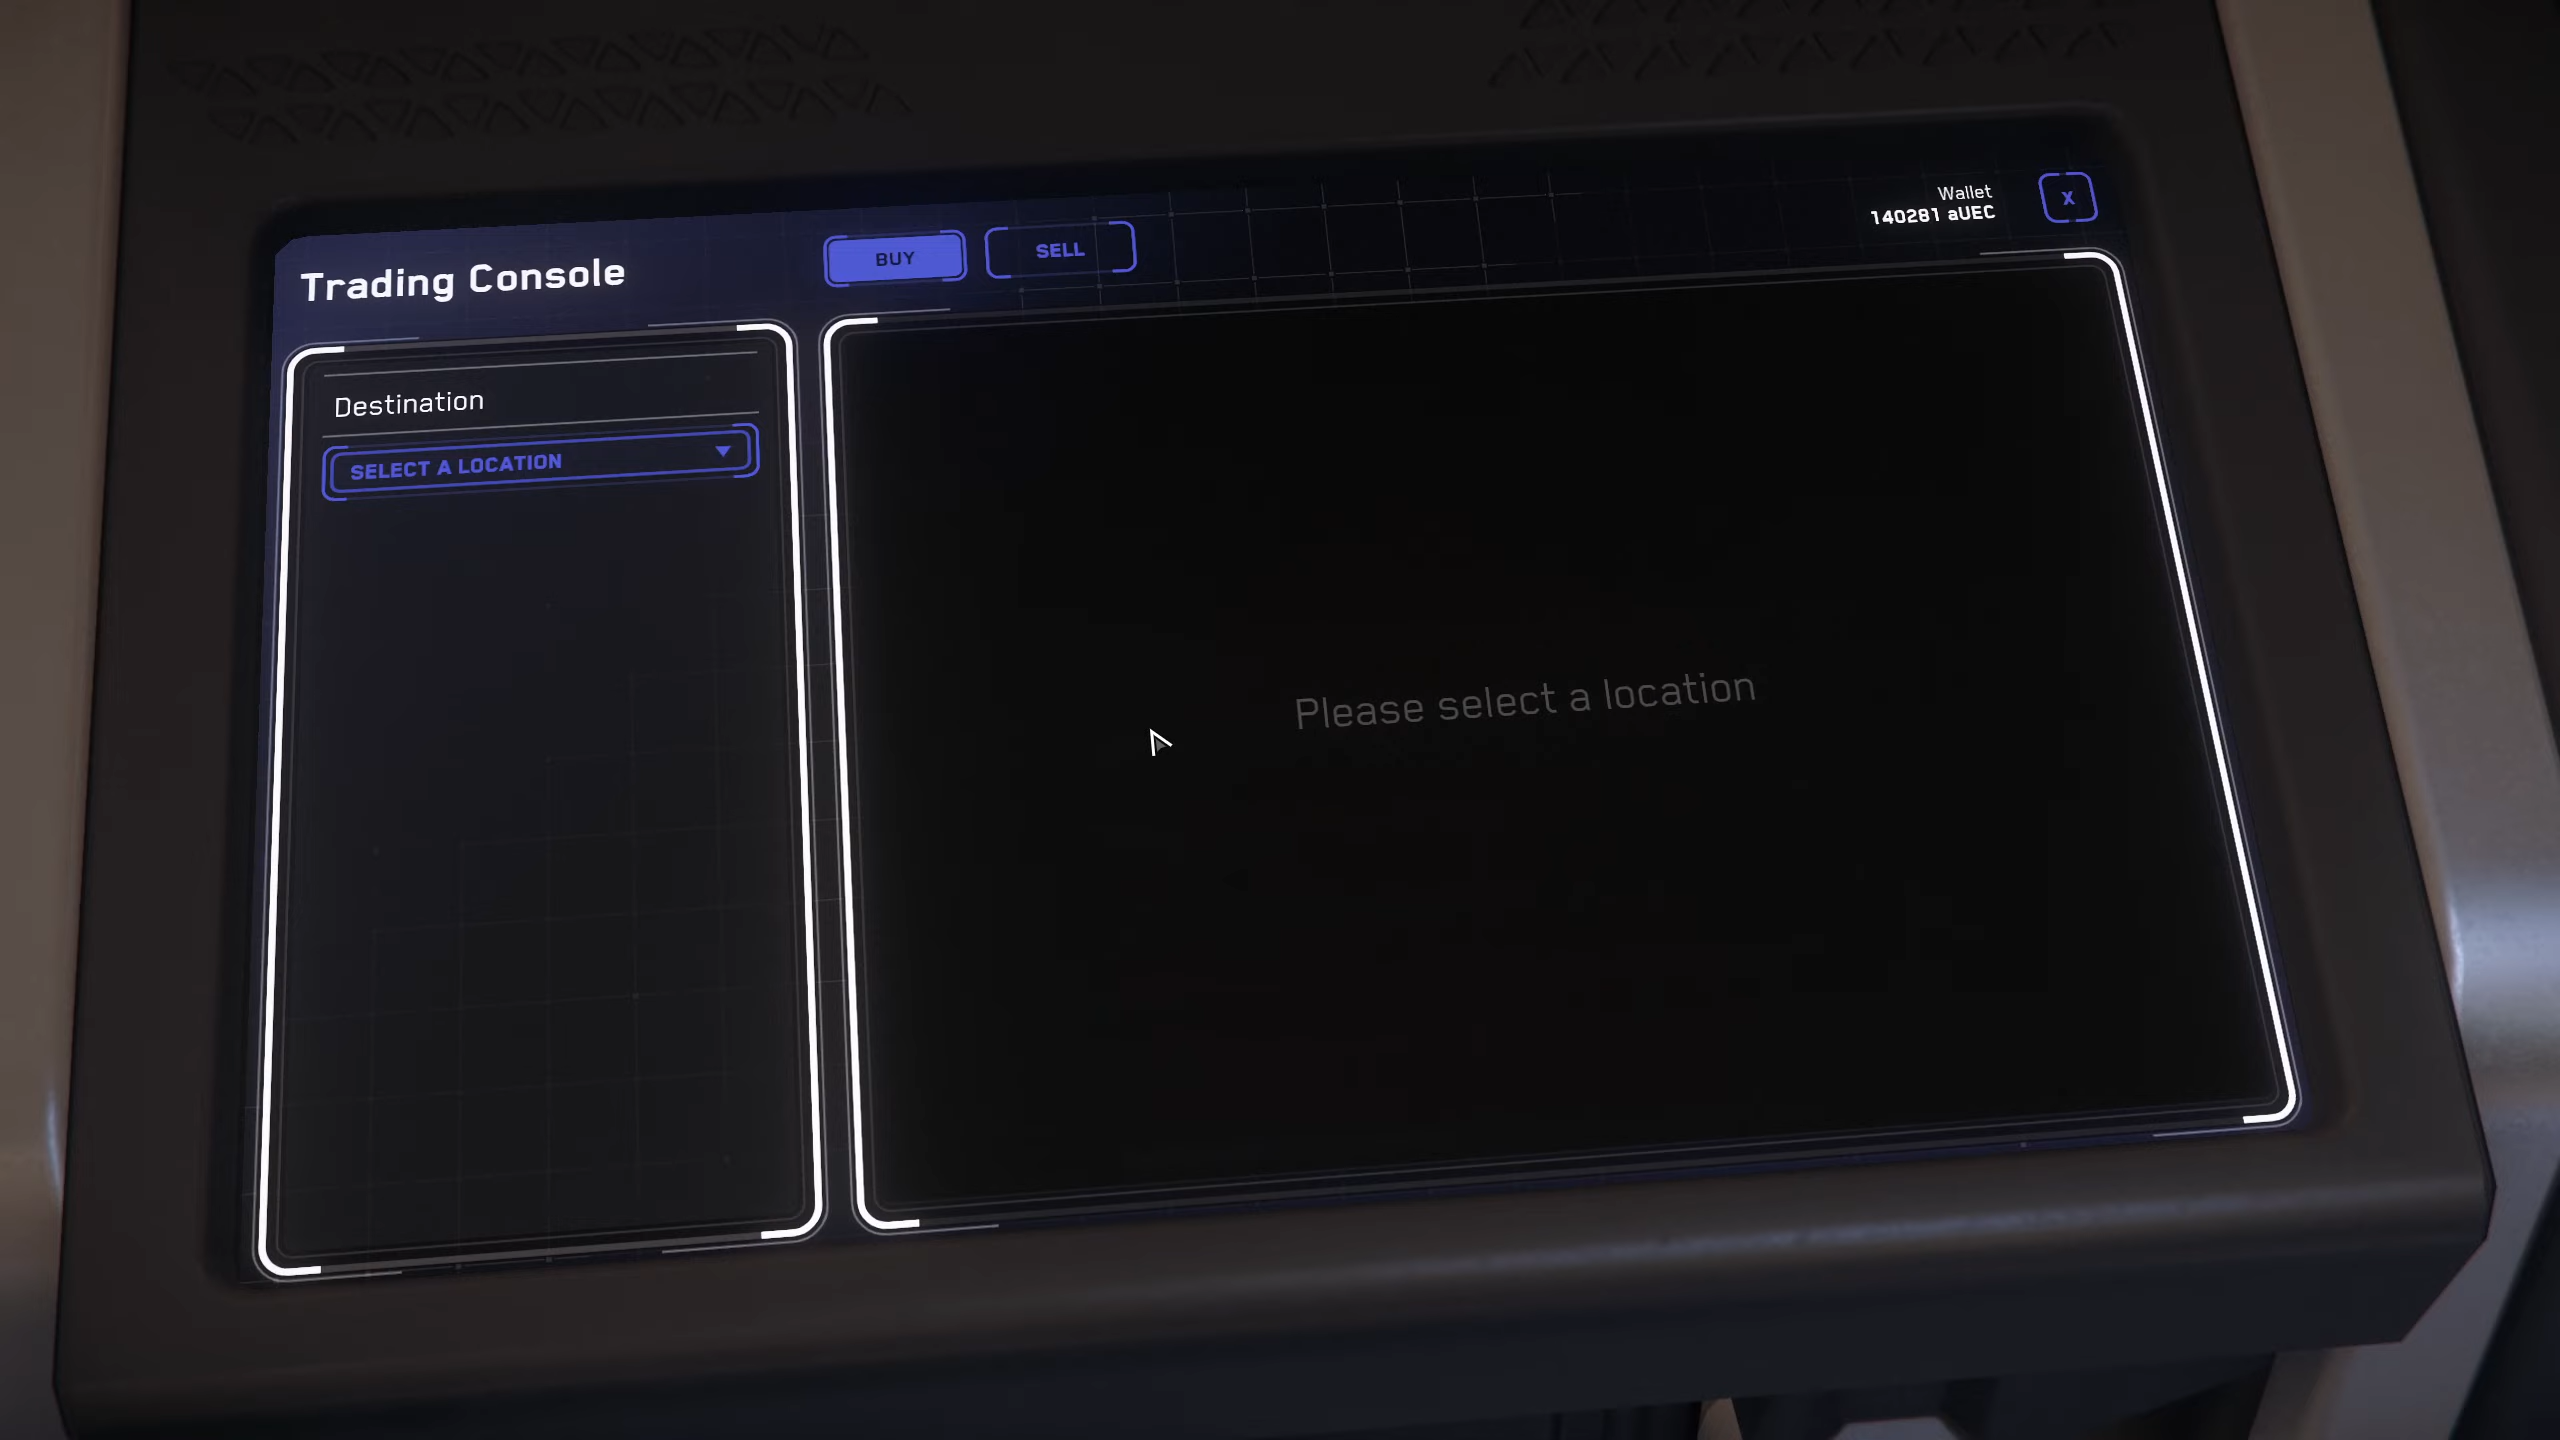 Trading Console
BUY
SELL
Wallet
140281 aUEC
X
Destination
SELECT A LOCATION
Please select a location